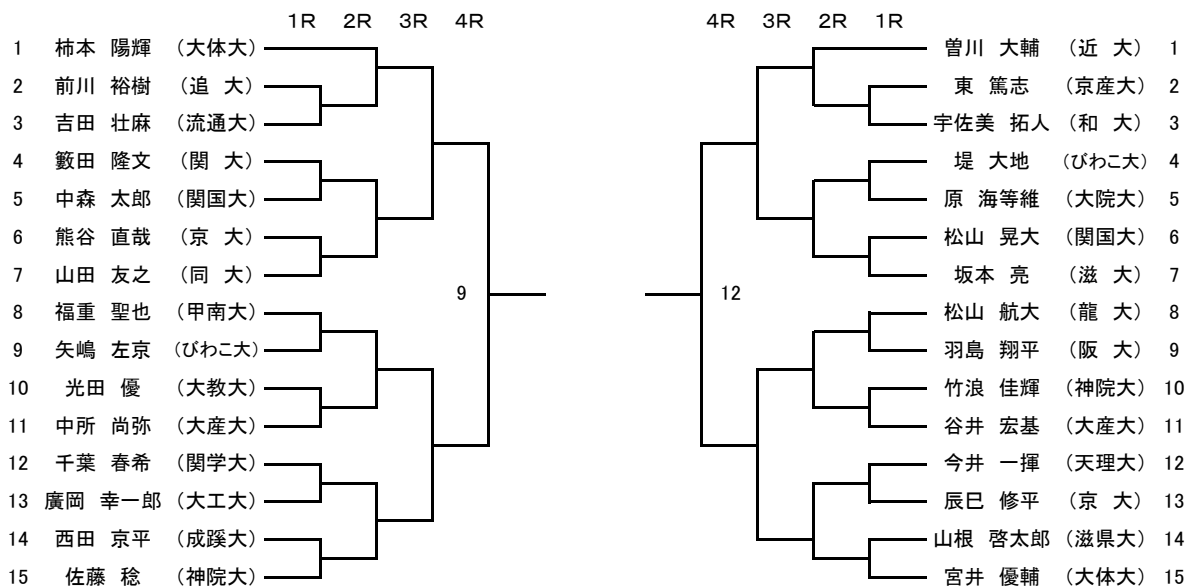 1R 2R 3R 4R
1 柿本 陽輝 (大体大)
2 前川 裕樹 (追 大)
3 吉田 壮麻 (流通大)
4 籔田 隆文 (関 大)
5 中森 太郎 (関国大)
6 熊谷 直哉 (京 大)
7 山田 友之 (同 大)
9
8 福重 聖也 (甲南大)
9 矢嶋 左京 (びわこ大)
10 光田 優 (大教大)
11 中所 尚弥 (大産大)
12 千葉 春希 (関学大)
13 廣岡 幸一郎 (大工大)
14 西田 京平 (成蹊大)
15 佐藤 稔 (神院大)
4R 3R 2R 1R
曽川 大輔 (近 大) 1
東 篤志 (京産大) 2
宇佐美 拓人 (和 大) 3
堤 大地 (びわこ大) 4
原 海等維 (大院大) 5
松山 晃大 (関国大) 6
坂本 亮 (滋 大) 7
12
松山 航大 (龍 大) 8
羽島 翔平 (阪 大) 9
竹浪 佳輝 (神院大) 10
谷井 宏基 (大産大) 11
今井 一揮 (天理大) 12
辰巳 修平 (京 大) 13
山根 啓太郎 (滋県大) 14
宮井 優輔 (大体大) 15